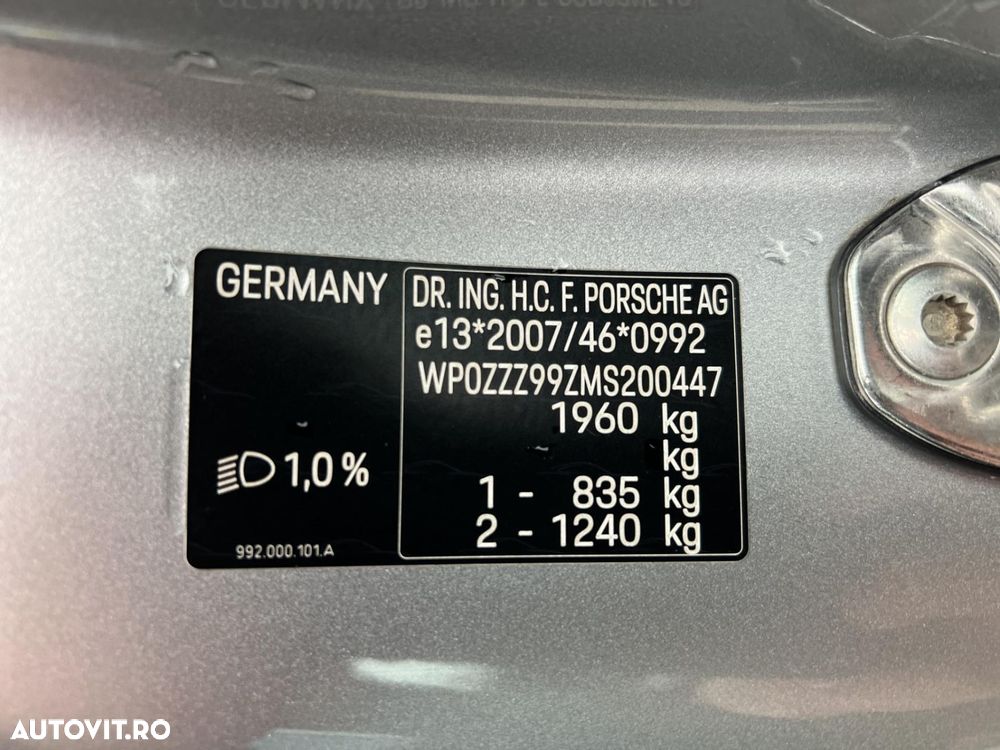 GERMANY
DR. ING. H.C. F. PORSCHE AG
e13*2007/46*0992
WP0ZZZ99ZMS200447
1960 kg
kg
1 - 835 kg
2 - 1240 kg
1,0 %
992.000.101.A
AUTOVIT.RO